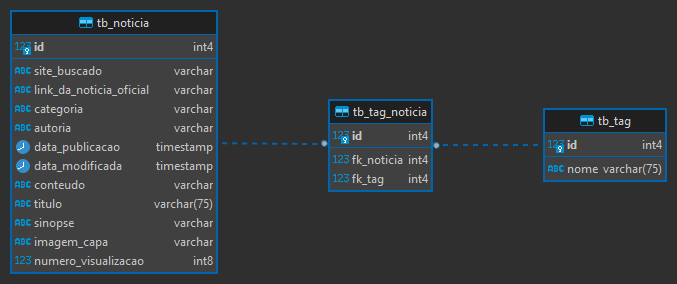 tb_noticia
123 id int4
ABC site_buscado varchar
ABC link_da_noticia_oficial varchar
ABC categoria varchar
ABC autoria varchar
data_publicacao timestamp
data_modificada timestamp
ABC conteudo varchar
ABC titulo varchar(75)
ABC sinopse varchar
ABC imagem_capa varchar
123 numero_visualizacao int8
tb_tag_noticia
123 id int4
123 fk_noticia int4
123 fk_tag int4
tb_tag
123 id int4
ABC nome varchar(75)